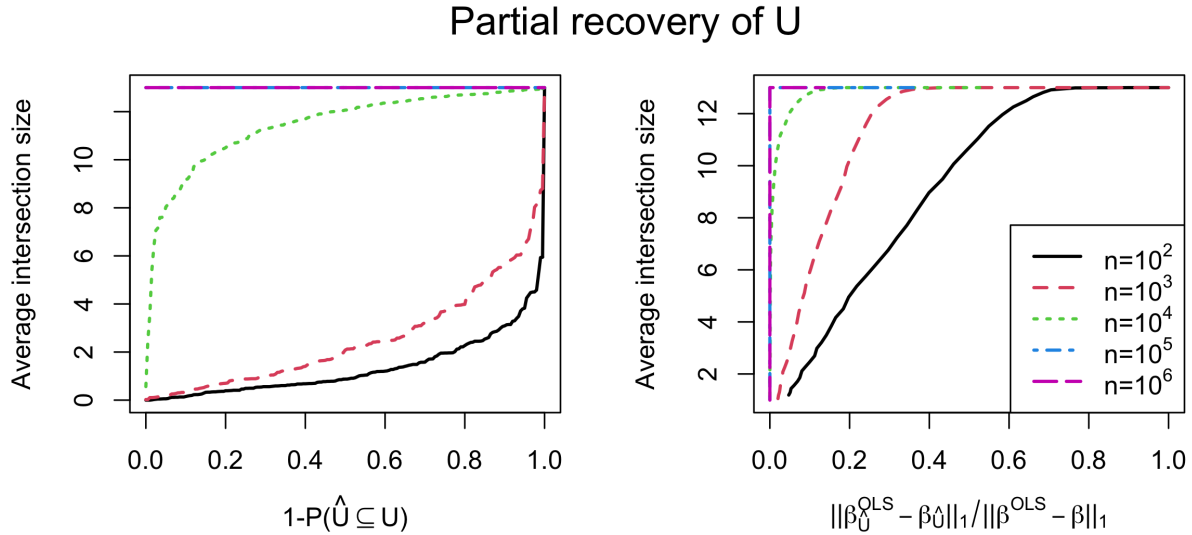 Partial recovery of U
Average intersection size
0 2 4 6 8 10
0.0 0.2 0.4 0.6 0.8 1.0
1-P(Û ⊆ U)
Average intersection size
2 4 6 8 10 12
n=10²
n=10³
n=10⁴
n=10⁵
n=10⁶
0.0 0.2 0.4 0.6 0.8 1.0
||β_Û^OLS − β_Û||₁/||β^OLS − β||₁